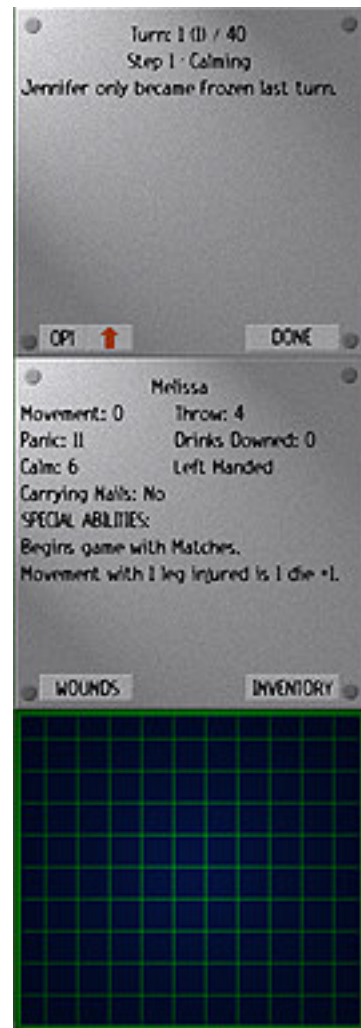 Turn: 1 (1) / 40
Step 1 : Calming
Jennifer only became frozen last turn.
OPT
DONE
Melissa
Movement: 0 Throw: 4
Panic: 11 Drinks Downed: 0
Calm: 6 Left Handed
Carrying Nails: No
SPECIAL ABILITIES:
Begins game with Matches.
Movement with 1 leg injured is 1 die +1.
WOUNDS
INVENTORY